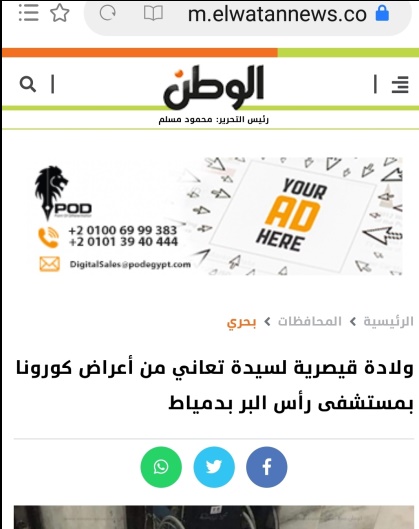 m.elwatannews.co
الوطن
رئيس التحرير: محمود مسلم
POD
+2 0100 69 99 383
+2 0101 39 40 444
DigitalSales@podegypt.com
YOUR
AD
HERE
الرئيسية > المحافظات > بحري
ولادة قيصرية لسيدة تعاني من أعراض كورونا
بمستشفى رأس البر بدمياط